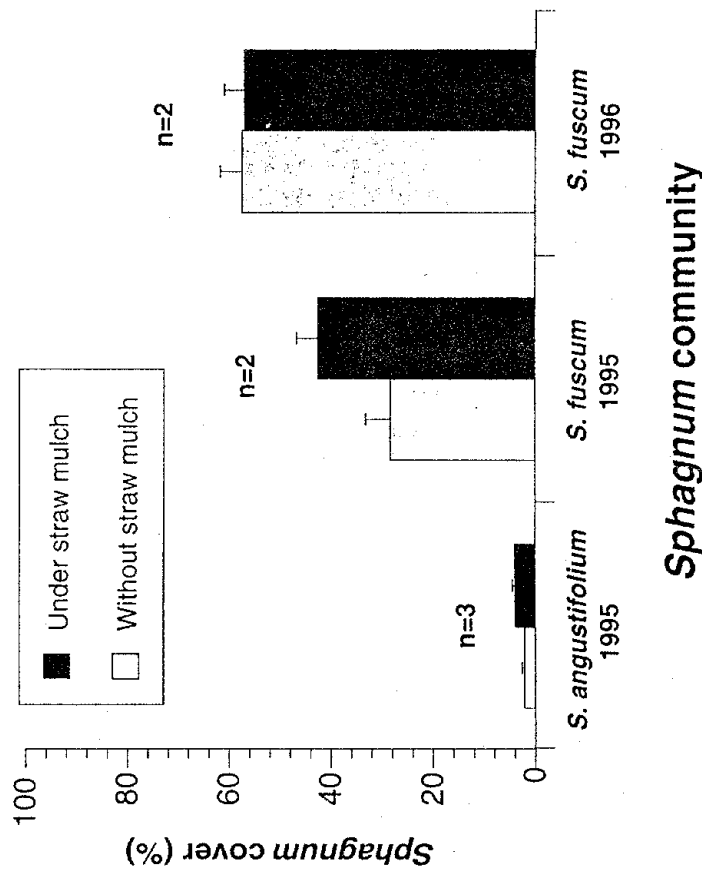 Under straw mulch
Without straw mulch
100
80
60
40
20
0
Sphagnum cover (%)
n=3
n=2
n=2
S. angustifolium
1995
S. fuscum
1995
S. fuscum
1996
Sphagnum community